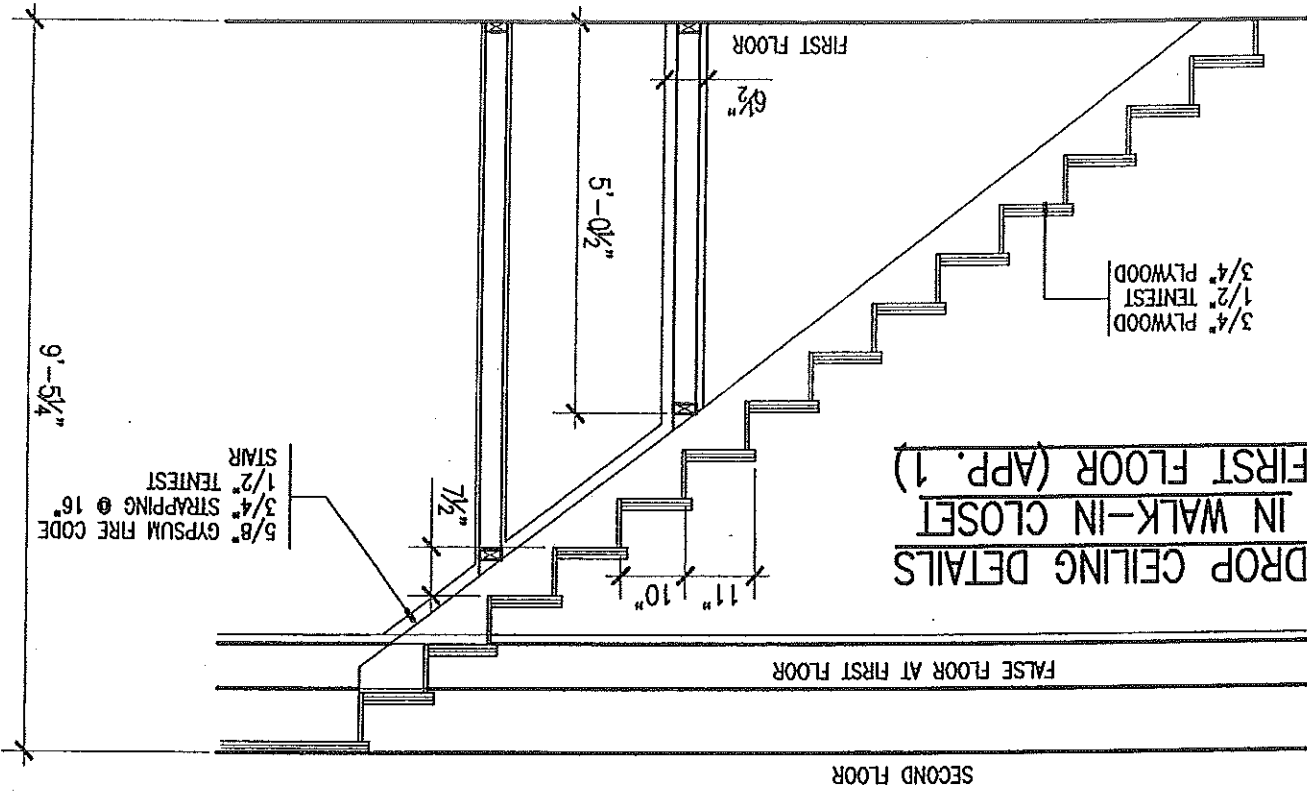 SECOND FLOOR
FALSE FLOOR AT FIRST FLOOR
DROP CEILING DETAILS
IN WALK-IN CLOSET
FIRST FLOOR (APP. 1)
11"
10"
7½"
5/8" GYPSUM FIRE CODE
3/4" STRAPPING @ 16"
1/2" TENTEST
STAIR
9'-5¼"
3/4" PLYWOOD
1/2" TENTEST
3/4" PLYWOOD
5'-0½"
6½"
FIRST FLOOR